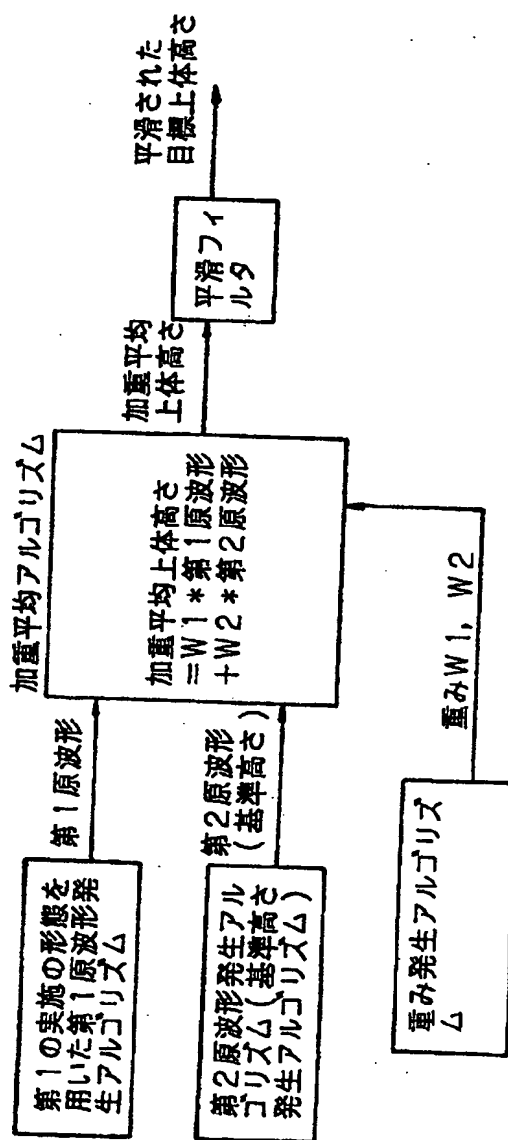 第１の実施の形態を
用いた第１原波形発
生アルゴリズム
第１原波形
第２原波形発生アル
ゴリズム（基準高さ
発生アルゴリズム）
第２原波形
（基準高さ）
重み発生アルゴリズ
ム
重みＷ１，Ｗ２
加重平均アルゴリズム
加重平均上体高さ
＝Ｗ１*第１原波形
＋Ｗ２*第２原波形
加重平均
上体高さ
平滑フィ
ルタ
平滑された
目標上体高さ